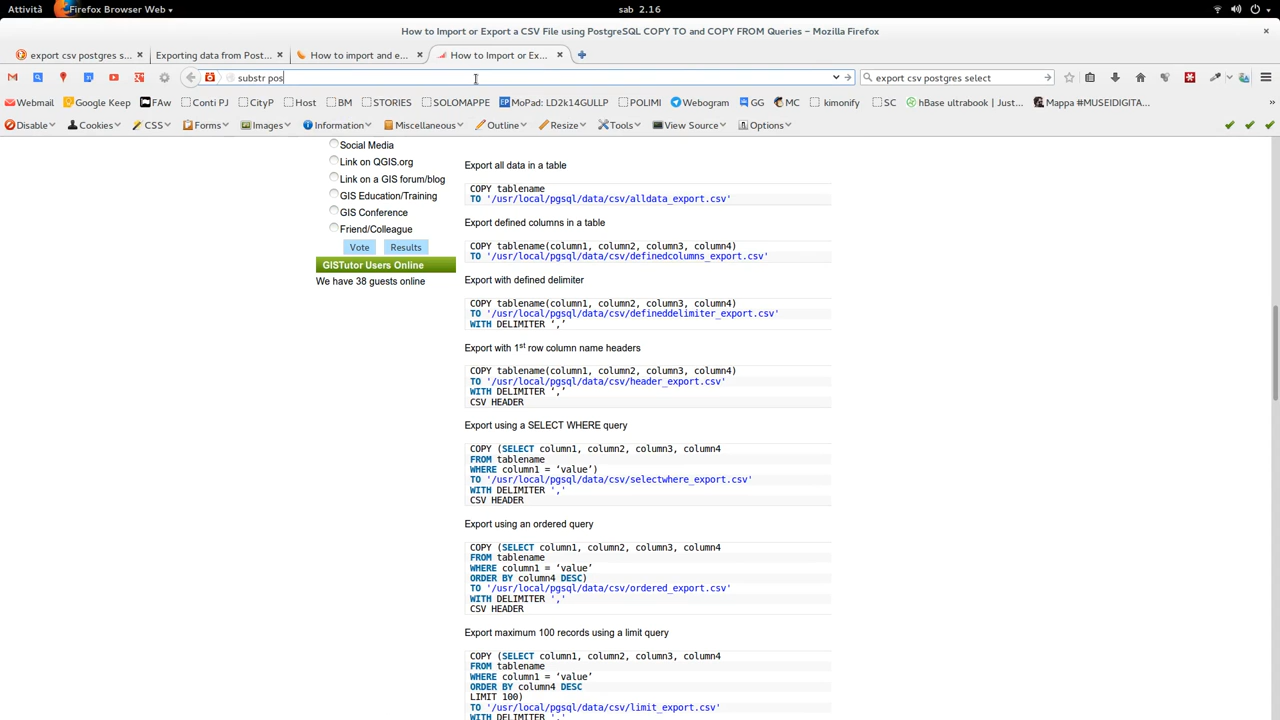 Attività
Firefox Browser Web
sab 2.16
How to Import or Export a CSV File using PostgreSQL COPY TO and COPY FROM Queries – Mozilla Firefox
export csv postgres s...
Exporting data from Post...
How to import and e...
How to Import or Ex...
substr pos
export csv postgres select
Webmail Google Keep FAw Conti PJ CityP Host BM STORIES SOLOMAPPE MoPad: LD2k14GULLP POLIMI Webogram GIS MC kimonify SC hBase ultrabook | Just... Mappa #MUSEIDIGITA... »
Disable Cookies CSS Forms Images Information Miscellaneous Outline Resize Tools View Source Options
Social Media
Link on QGIS.org
Link on a GIS forum/blog
GIS Education/Training
GIS Conference
Friend/Colleague
Vote Results
GISTutor Users Online
We have 38 guests online
Export all data in a table
COPY tablename
TO '/usr/local/pgsql/data/csv/alldata_export.csv'
Export defined columns in a table
COPY tablename(column1, column2, column3, column4)
TO '/usr/local/pgsql/data/csv/definedcolumns_export.csv'
Export with defined delimiter
COPY tablename(column1, column2, column3, column4)
TO '/usr/local/pgsql/data/csv/defineddelimiter_export.csv'
WITH DELIMITER ‘,’
Export with 1st row column name headers
COPY tablename(column1, column2, column3, column4)
TO '/usr/local/pgsql/data/csv/header_export.csv'
WITH DELIMITER ‘,’
CSV HEADER
Export using a SELECT WHERE query
COPY (SELECT column1, column2, column3, column4
FROM tablename
WHERE column1 = ‘value’)
TO '/usr/local/pgsql/data/csv/selectwhere_export.csv'
WITH DELIMITER ','
CSV HEADER
Export using an ordered query
COPY (SELECT column1, column2, column3, column4
FROM tablename
WHERE column1 = ‘value’
ORDER BY column4 DESC)
TO '/usr/local/pgsql/data/csv/ordered_export.csv'
WITH DELIMITER ','
CSV HEADER
Export maximum 100 records using a limit query
COPY (SELECT column1, column2, column3, column4
FROM tablename
WHERE column1 = ‘value’
ORDER BY column4 DESC
LIMIT 100)
TO '/usr/local/pgsql/data/csv/limit_export.csv'
WITH DELIMITER ','